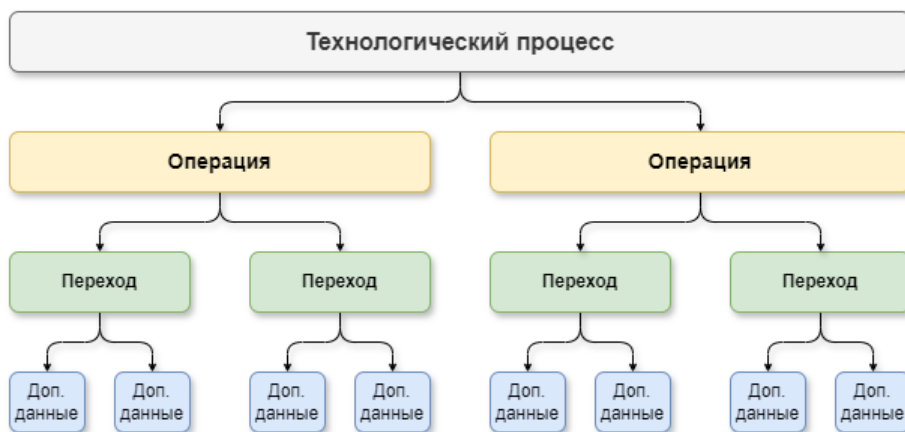 Технологический процесс
Операция
Операция
Переход
Переход
Переход
Переход
Доп.
данные
Доп.
данные
Доп.
данные
Доп.
данные
Доп.
данные
Доп.
данные
Доп.
данные
Доп.
данные